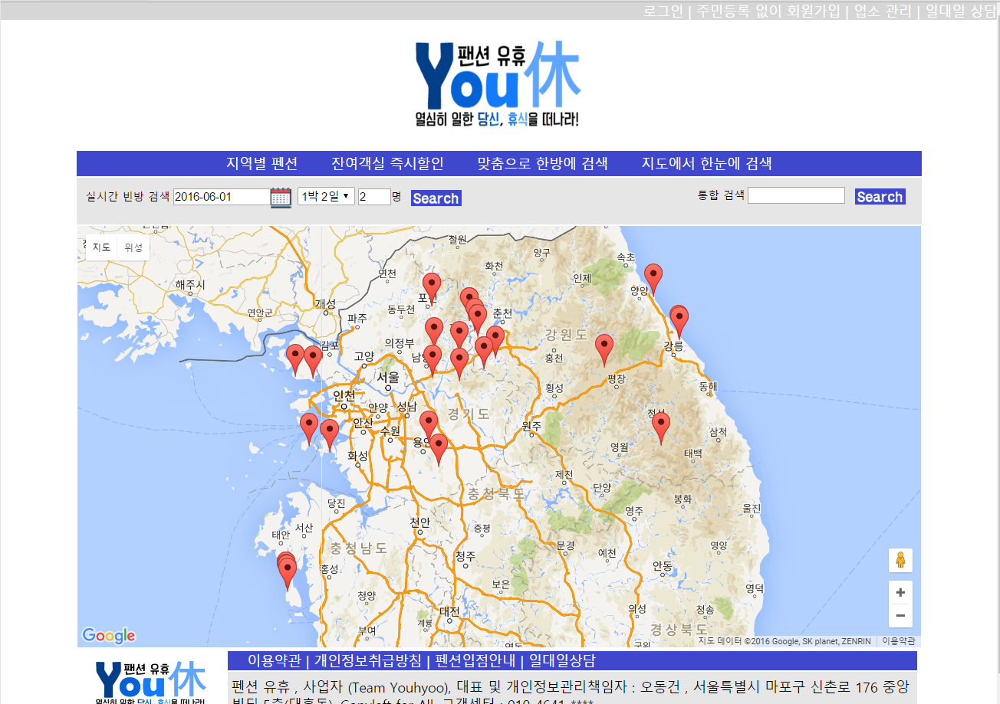 로그인 | 주민등록 없이 회원가입 | 업소 관리 | 일대일 상담
팬션 유휴
You休
열심히 일한 당신, 휴식을 떠나라!
지역별 펜션 잔여객실 즉시할인 맞춤으로 한방에 검색 지도에서 한눈에 검색
실시간 빈방 검색 2016-06-01 1박 2일 2 명 Search 통합 검색 Search
지도 위성
철원
양구
속초
화천
연천
인제
해주시
양양
개성
동두천
연안군
파주
춘천
강원도
의정부
김포
고양
홍천
강릉
서울
평창
횡성
동해
인천
안양 성남
경기도
안산
수원
원주
삼척
화성
영월
태백
제천
단양
충청북도
봉화
당진
영주
울진
천안
증평
서산
태안
충청남도
문경
영양
예천
청주
안동
홍성
보은
영덕
청양
대전
의성
청송
계룡
경상북도
부여
Google
지도 데이터 ©2016 Google, SK planet, ZENRIN 이용약관
팬션 유휴
You休
열심히 일한 당신, 휴식을 떠나라!
이용약관 | 개인정보취급방침 | 펜션입점안내 | 일대일상담
펜션 유휴 , 사업자 (Team Youhyoo), 대표 및 개인정보관리책임자 : 오동건 , 서울특별시 마포구 신촌로 176 중앙
빌딩 5층(대흥동), Copyleft for All, 고객센터 : 010-4641-****